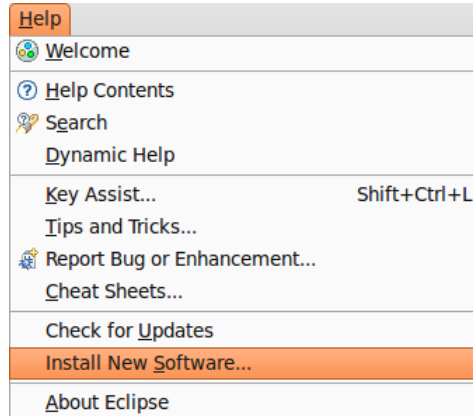 Help
Welcome
Help Contents
Search
Dynamic Help
Key Assist... Shift+Ctrl+L
Tips and Tricks...
Report Bug or Enhancement...
Cheat Sheets...
Check for Updates
Install New Software...
About Eclipse